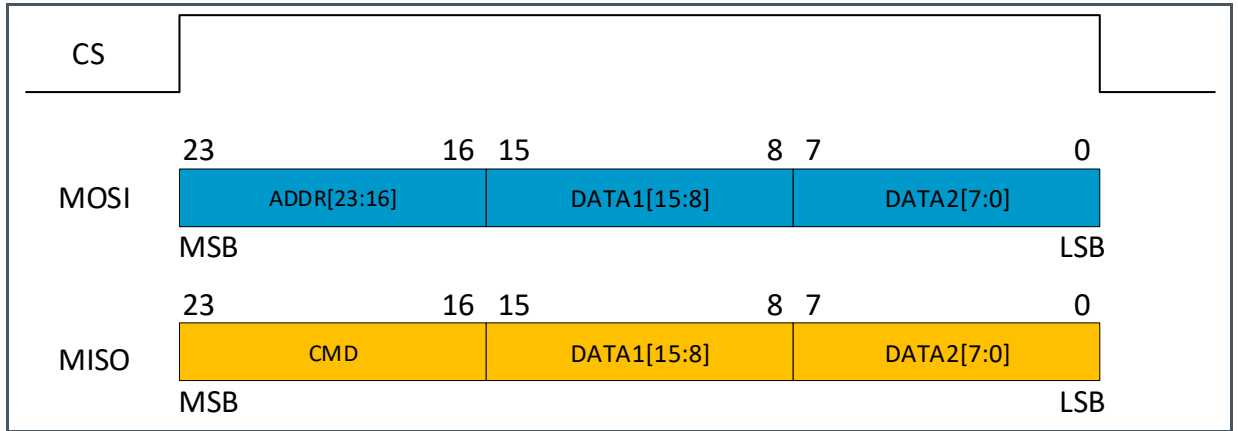 CS
23 16 15 8 7 0
MOSI ADDR[23:16] DATA1[15:8] DATA2[7:0]
MSB LSB
23 16 15 8 7 0
MISO CMD DATA1[15:8] DATA2[7:0]
MSB LSB